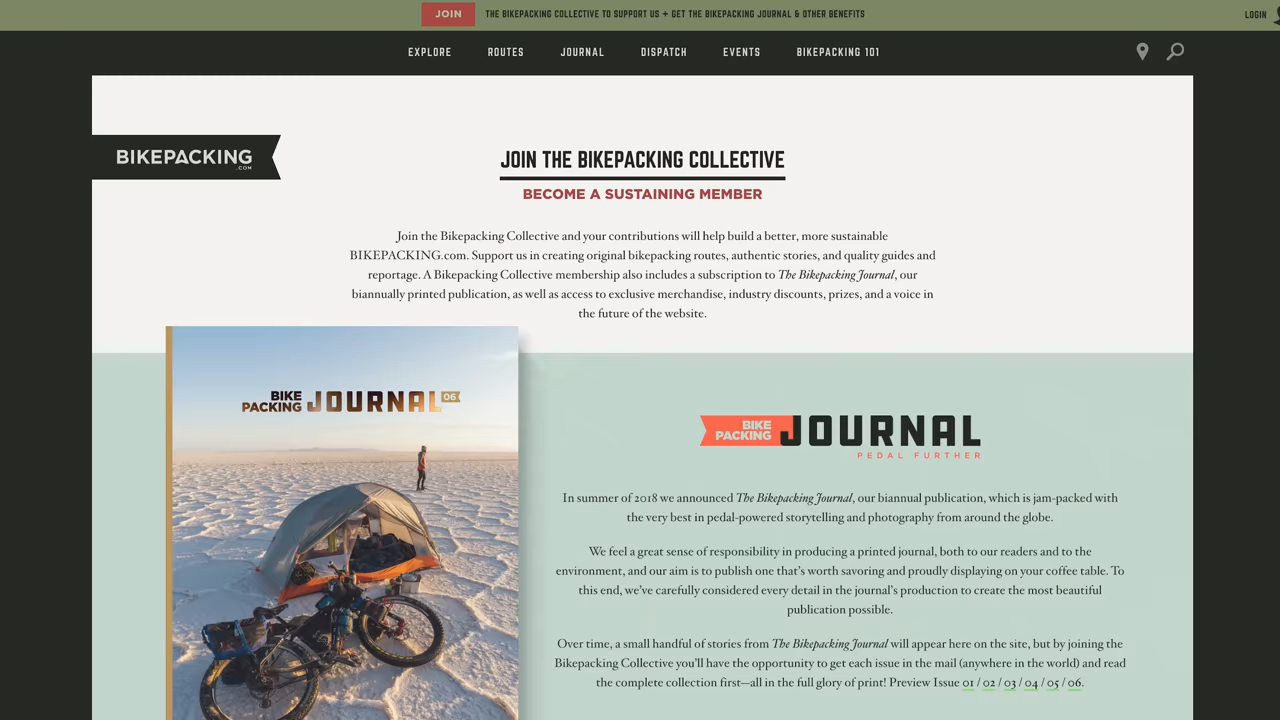 JOIN THE BIKEPACKING COLLECTIVE TO SUPPORT US + GET THE BIKEPACKING JOURNAL & OTHER BENEFITS
LOGIN
EXPLORE ROUTES JOURNAL DISPATCH EVENTS BIKEPACKING 101
BIKEPACKING
.COM
JOIN THE BIKEPACKING COLLECTIVE
BECOME A SUSTAINING MEMBER
Join the Bikepacking Collective and your contributions will help build a better, more sustainable
BIKEPACKING.com. Support us in creating original bikepacking routes, authentic stories, and quality guides and
reportage. A Bikepacking Collective membership also includes a subscription to The Bikepacking Journal, our
biannually printed publication, as well as access to exclusive merchandise, industry discounts, prizes, and a voice in
the future of the website.
BIKE
PACKING JOURNAL 06
BIKE
PACKING JOURNAL
PEDAL FURTHER
In summer of 2018 we announced The Bikepacking Journal, our biannual publication, which is jam-packed with
the very best in pedal-powered storytelling and photography from around the globe.
We feel a great sense of responsibility in producing a printed journal, both to our readers and to the
environment, and our aim is to publish one that's worth savoring and proudly displaying on your coffee table. To
this end, we've carefully considered every detail in the journal's production to create the most beautiful
publication possible.
Over time, a small handful of stories from The Bikepacking Journal will appear here on the site, but by joining the
Bikepacking Collective you'll have the opportunity to get each issue in the mail (anywhere in the world) and read
the complete collection first—all in the full glory of print! Preview Issue 01 / 02 / 03 / 04 / 05 / 06.